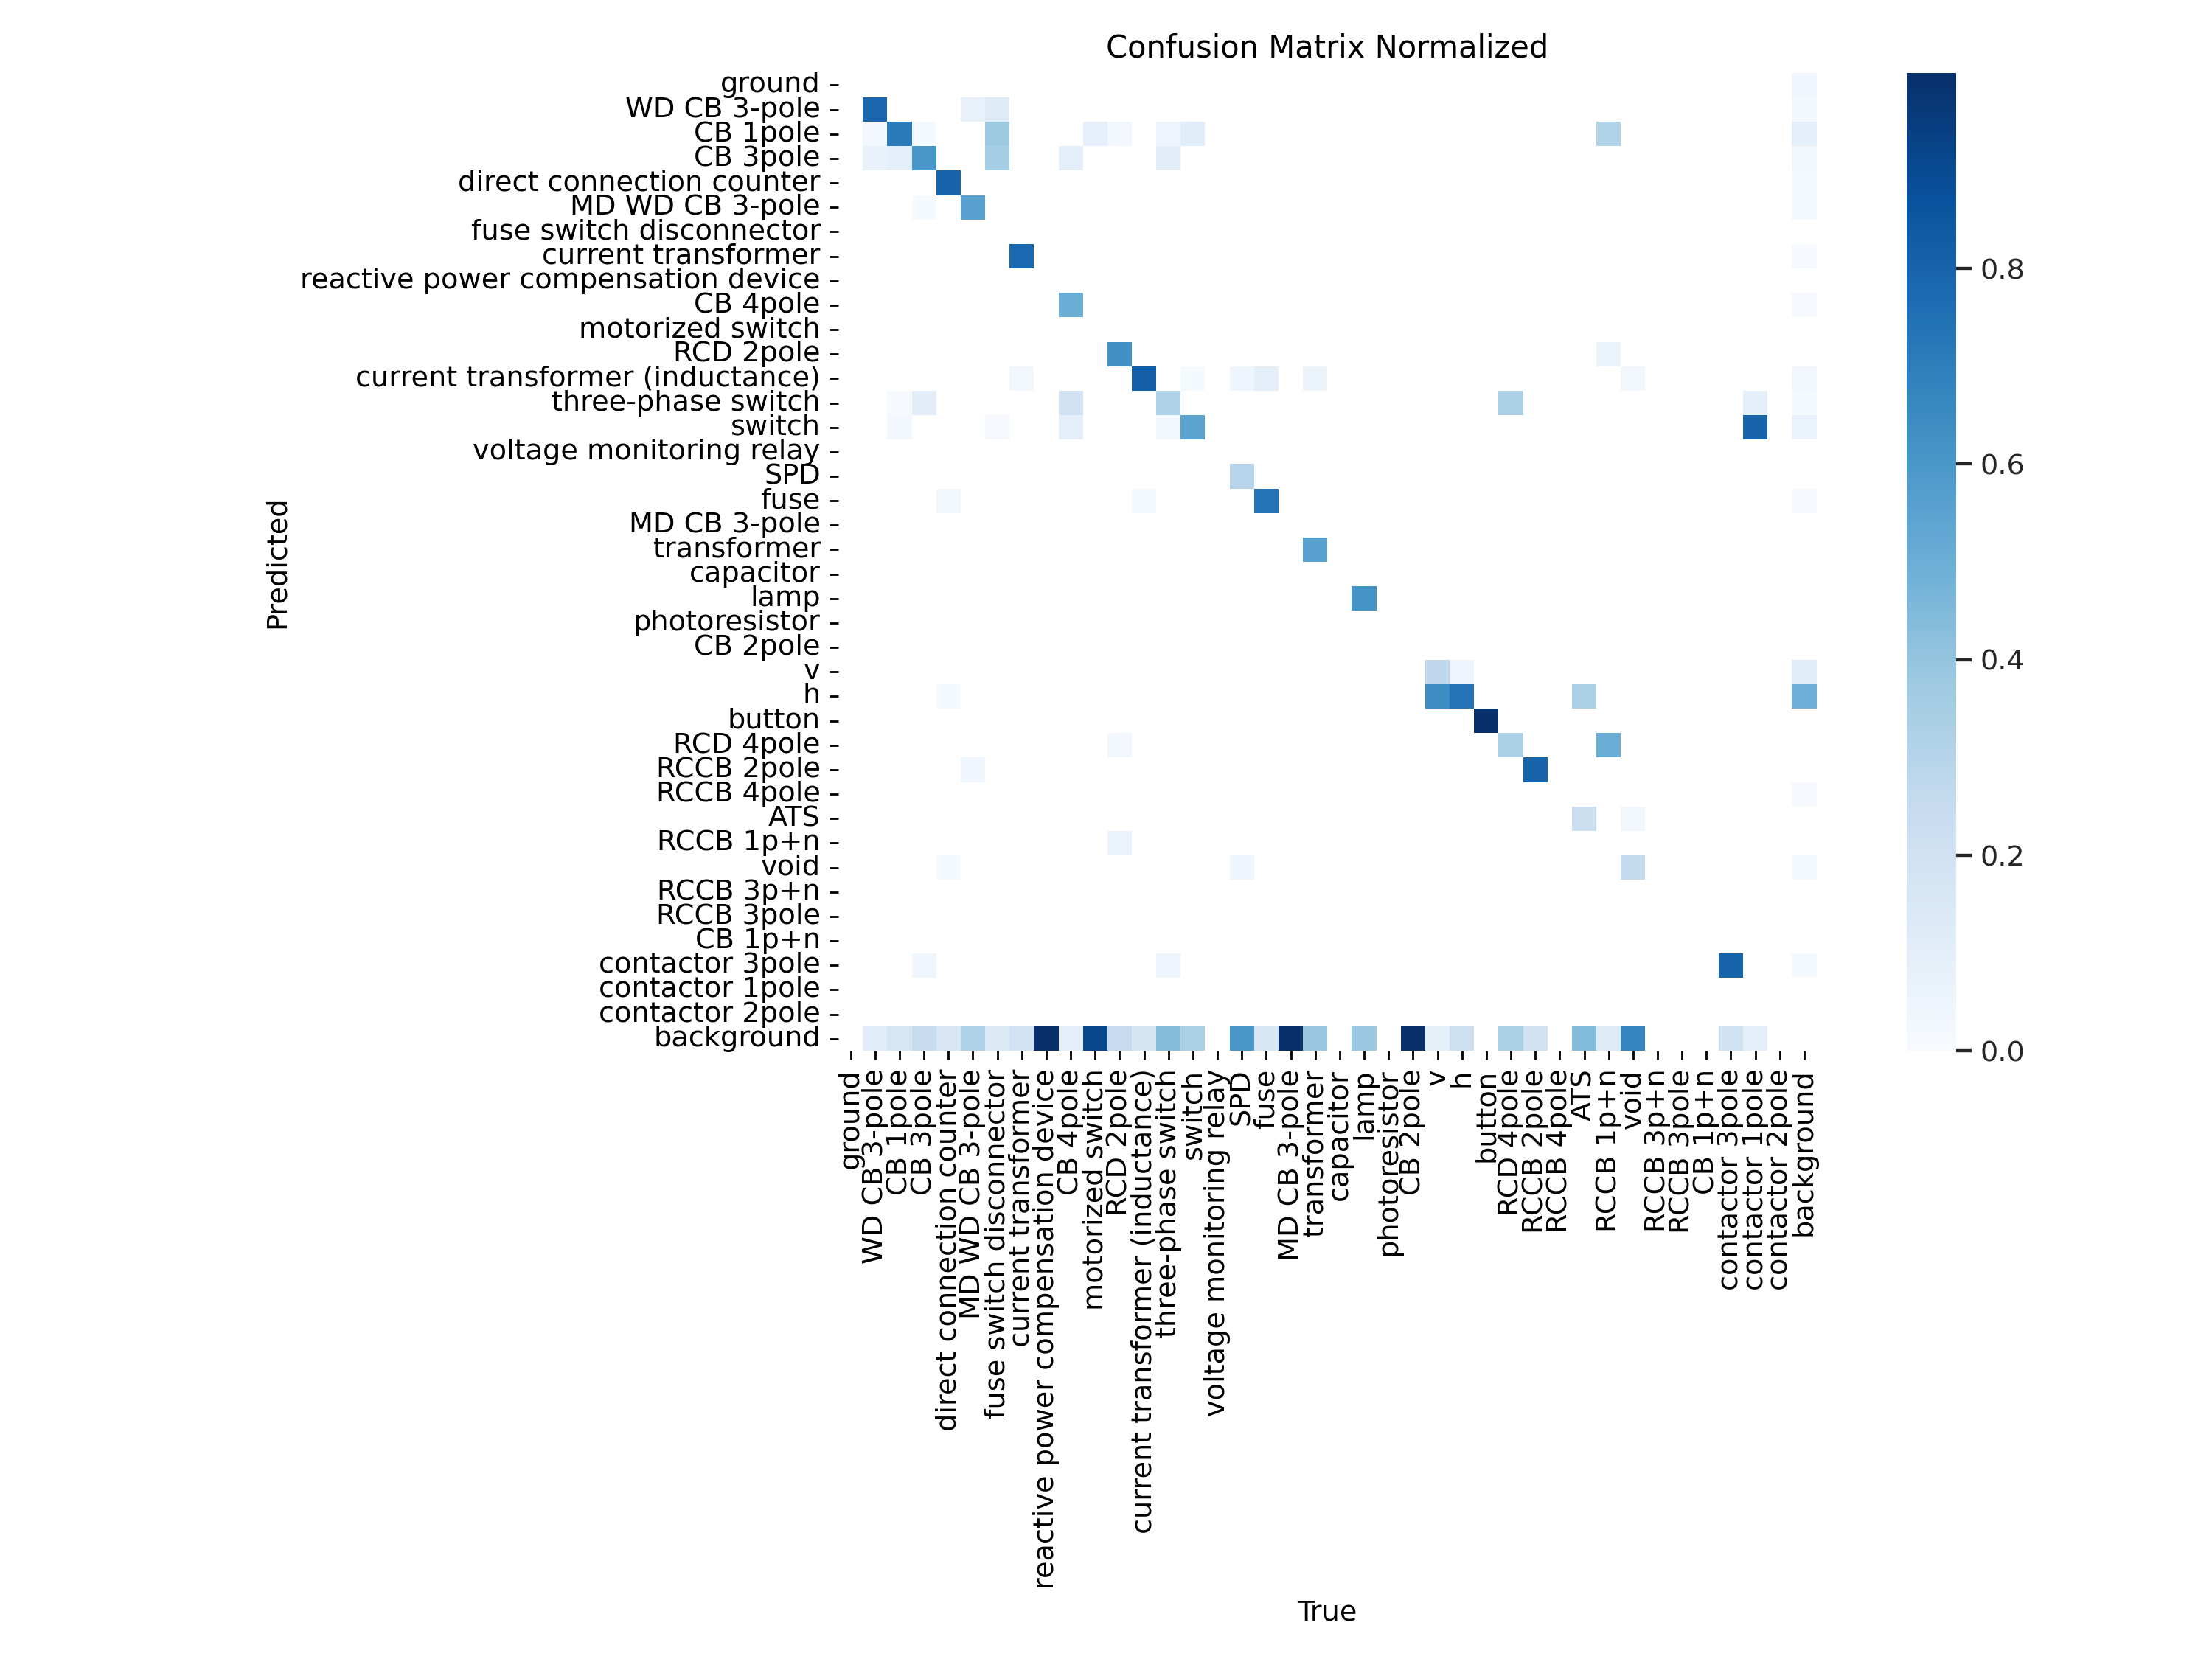 Confusion Matrix Normalized
Predicted
ground
WD CB 3-pole
CB 1pole
CB 3pole
direct connection counter
MD WD CB 3-pole
fuse switch disconnector
current transformer
reactive power compensation device
CB 4pole
motorized switch
RCD 2pole
current transformer (inductance)
three-phase switch
switch
voltage monitoring relay
SPD
fuse
MD CB 3-pole
transformer
capacitor
lamp
photoresistor
CB 2pole
v
h
button
RCD 4pole
RCCB 2pole
RCCB 4pole
ATS
RCCB 1p+n
void
RCCB 3p+n
RCCB 3pole
CB 1p+n
contactor 3pole
contactor 1pole
contactor 2pole
background
ground
WD CB 3-pole
CB 1pole
CB 3pole
direct connection counter
MD WD CB 3-pole
fuse switch disconnector
current transformer
reactive power compensation device
CB 4pole
motorized switch
RCD 2pole
current transformer (inductance)
three-phase switch
switch
voltage monitoring relay
SPD
fuse
MD CB 3-pole
transformer
capacitor
lamp
photoresistor
CB 2pole
v
h
button
RCD 4pole
RCCB 2pole
RCCB 4pole
ATS
RCCB 1p+n
void
RCCB 3p+n
RCCB 3pole
CB 1p+n
contactor 3pole
contactor 1pole
contactor 2pole
background
True
0.8
0.6
0.4
0.2
0.0